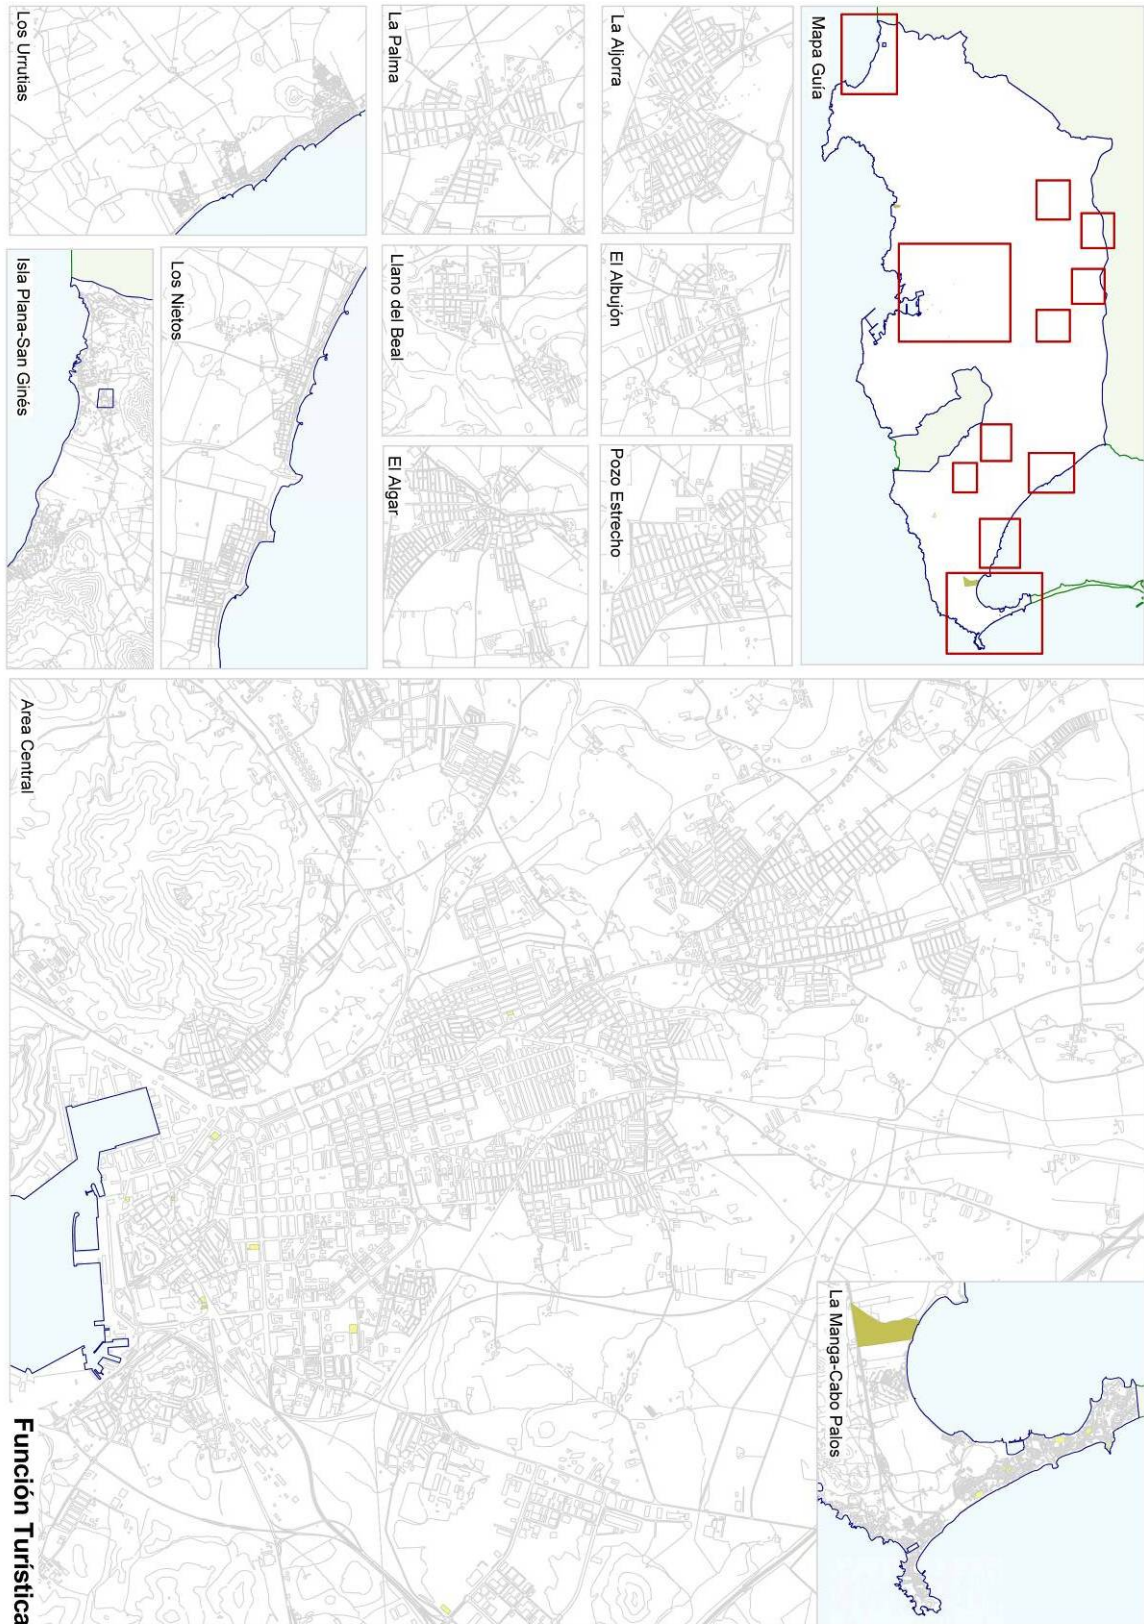 Mapa Guía
La Aljorra
El Albujón
Pozo Estrecho
La Palma
Llano del Beal
El Algar
Los Urrutias
Los Nietos
Isla Plana-San Ginés
La Manga-Cabo Palos
Area Central
Función Turística